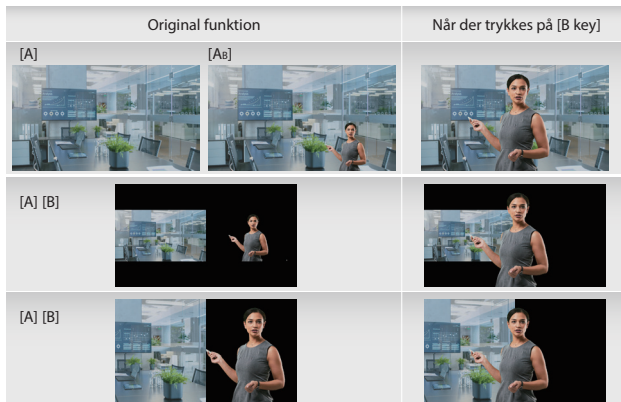 Original funktion
Når der trykkes på [B key]
[A]
[AB]
[A] [B]
[A] [B]